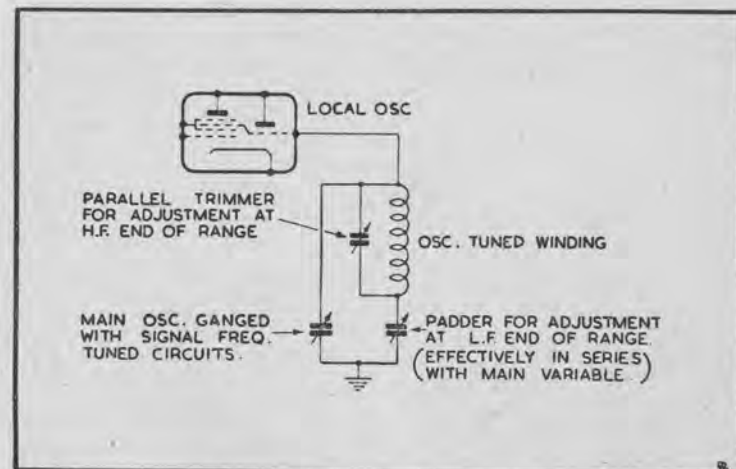 LOCAL OSC
PARALLEL TRIMMER
FOR ADJUSTMENT AT
H.F. END OF RANGE
OSC. TUNED WINDING
MAIN OSC. GANGED
WITH SIGNAL FREQ.
TUNED CIRCUITS.
PADDER FOR ADJUSTMENT
AT L.F. END OF RANGE.
(EFFECTIVELY IN SERIES
WITH MAIN VARIABLE)